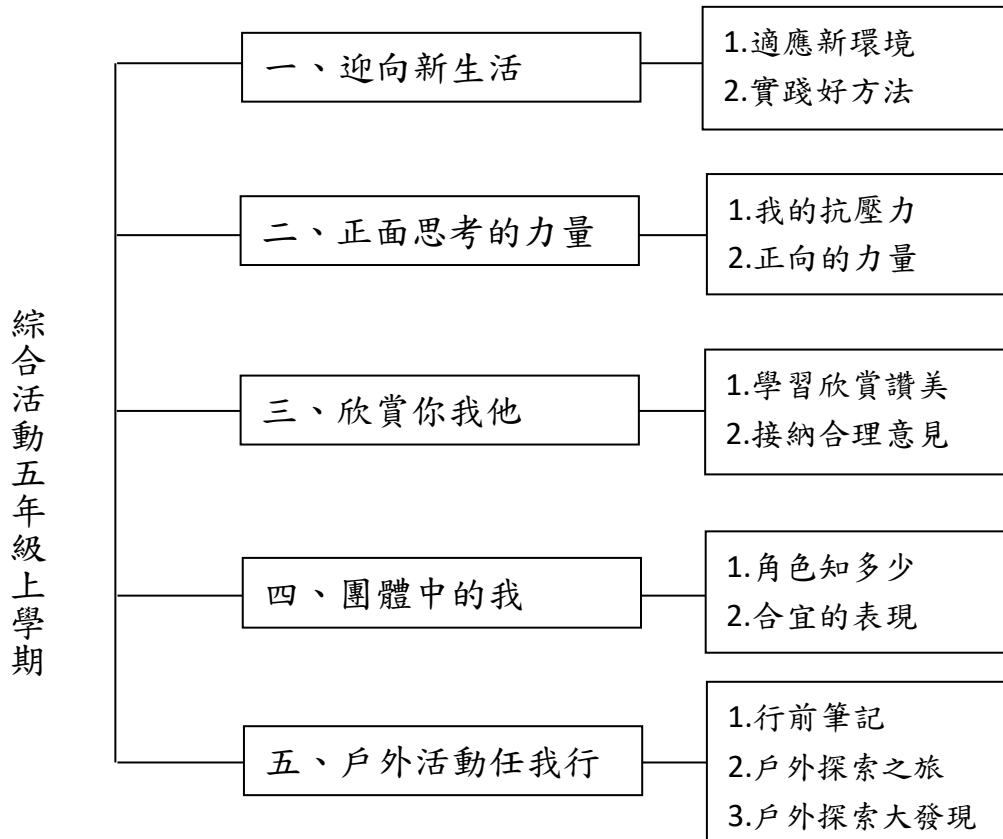 綜合活動五年級上學期
一、迎向新生活
1.適應新環境
2.實踐好方法
二、正面思考的力量
1.我的抗壓力
2.正向的力量
三、欣賞你我他
1.學習欣賞讚美
2.接納合理意見
四、團體中的我
1.角色知多少
2.合宜的表現
五、戶外活動任我行
1.行前筆記
2.戶外探索之旅
3.戶外探索大發現